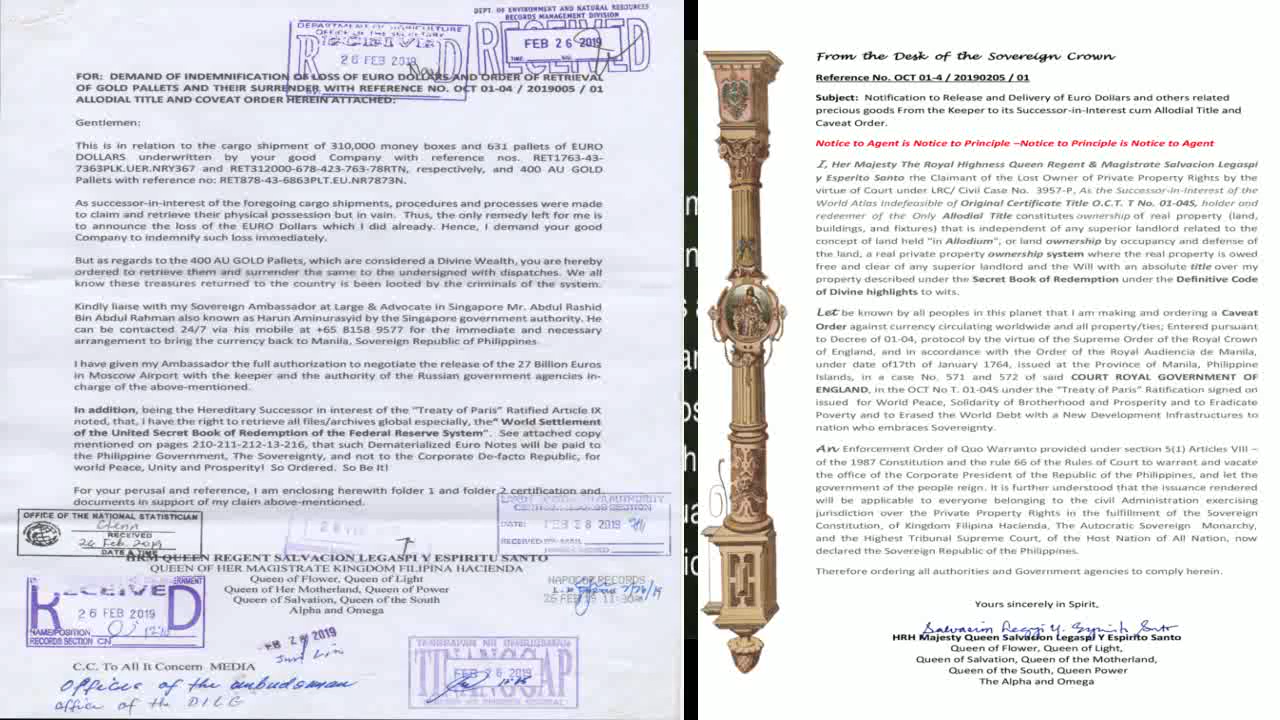 DEPT. OF ENVIRONMENT AND NATURAL RESOURCES
RECORDS MANAGEMENT DIVISION
RECEIVED
FEB 26 2019
DEPARTMENT OF AGRICULTURE
OFFICE OF THE SECRETARY
RECEIVED
26 FEB 2019
FOR: DEMAND OF INDEMNIFICATION OF LOSS OF EURO DOLLARS AND ORDER OF RETRIEVAL
OF GOLD PALLETS AND THEIR SURRENDER WITH REFERENCE NO. OCT 01-04 / 2019005 / 01
ALLODIAL TITLE AND CAVEAT ORDER HEREIN ATTACHED:
Gentlemen:
This is in relation to the cargo shipment of 310,000 money boxes and 631 pallets of EURO
DOLLARS underwritten by your good Company with reference nos. RET1763-43-
7363PLK.UER.NRY367 and RET312000-678-423-763-78RTN, respectively, and 400 AU GOLD
Pallets with reference no: RET878-43-6863PLT.EU.NR7873N.
As successor-in-interest of the foregoing cargo shipments, procedures and processes were made
to claim and retrieve their physical possession but in vain. Thus, the only remedy left for me is
to announce the loss of the EURO Dollars which I did already. Hence, I demand your good
Company to indemnify such loss immediately.
But as regards to the 400 AU GOLD Pallets, which are considered a Divine Wealth, you are hereby
ordered to retrieve them and surrender the same to the undersigned with dispatches. We all
know these treasures returned to the country is been looted by the criminals of the system.
Kindly liaise with my Sovereign Ambassador at Large & Advocate in Singapore Mr. Abdul Rashid
Bin Abdul Rahman also known as Harun Aminurasyid by the Singapore government authority. He
can be contacted 24/7 via his mobile at +65 8158 9577 for the immediate and necessary
arrangement to bring the currency back to Manila, Sovereign Republic of Philippines.
I have given my Ambassador the full authorization to negotiate the release of the 27 Billion Euros
in Moscow Airport with the keeper and the authority of the Russian government agencies in-
charge of the above-mentioned.
In addition, being the Hereditary Successor in interest of the "Treaty of Paris" Ratified Article IX
noted, that, I have the right to retrieve all files/archives global especially, the" World Settlement
of the United Secret Book of Redemption of the Federal Reserve System". See attached copy
mentioned on pages 210-211-212-13-216, that such Dematerialized Euro Notes will be paid to
the Philippine Government, The Sovereignty, and not to the Corporate De-facto Republic, for
world Peace, Unity and Prosperity! So Ordered. So Be It!
For your perusal and reference, I am enclosing herewith folder 1 and folder 2 certification and
documents in support of my claim above-mentioned.
OFFICE OF THE NATIONAL STATISTICIAN
RECEIVED
26 Feb. 2019
DATE & TIME
DATE: FEB 28 2019
RECEIVED BY:
HRH QUEEN REGENT SALVACION LEGASPI Y ESPIRITU SANTO
QUEEN OF HER MAGISTRATE KINGDOM FILIPINA HACIENDA
Queen of Flower, Queen of Light,
Queen of Her Motherland, Queen of Power
Queen of Salvation, Queen of the South
Alpha and Omega
NAPOCOR RECORDS
26 FEB 19 11:30
RECEIVED
26 FEB 2019
NAME/POSITION
RECORDS SECTION CN
TANGGAPAN NG OMBUDSMAN
TINANGGAP
FEB 26 2019
C.C. To All It Concern MEDIA
Offices of the ombudsman
office of the DILG
From the Desk of the Sovereign Crown
Reference No. OCT 01-4 / 20190205 / 01
Subject: Notification to Release and Delivery of Euro Dollars and others related
precious goods From the Keeper to its Successor-in-Interest cum Allodial Title and
Caveat Order.
Notice to Agent is Notice to Principle –Notice to Principle is Notice to Agent
I, Her Majesty The Royal Highness Queen Regent & Magistrate Salvacion Legaspi
y Esperito Santo the Claimant of the Lost Owner of Private Property Rights by the
virtue of Court under LRC/ Civil Case No. 3957-P, As the Successor-in-Interest of the
World Atlas Indefeasible of Original Certificate Title O.C.T. T No. 01-04S, holder and
redeemer of the Only Allodial Title constitutes ownership of real property (land,
buildings, and fixtures) that is independent of any superior landlord related to the
concept of land held "in Allodium", or land ownership by occupancy and defense of
the land, a real private property ownership system where the real property is owed
free and clear of any superior landlord and the Will with an absolute title over my
property described under the Secret Book of Redemption under the Definitive Code
of Divine highlights to wits.
Let be known by all peoples in this planet that I am making and ordering a Caveat
Order against currency circulating worldwide and all property/ties; Entered pursuant
to Decree of 01-04, protocol by the virtue of the Supreme Order of the Royal Crown
of England, and in accordance with the Order of the Royal Audiencia de Manila,
under date of17th of January 1764, issued at the Province of Manila, Philippine
Islands, in a case No. 571 and 572 of said COURT ROYAL GOVERNMENT OF
ENGLAND, in the OCT No T. 01-04S under the "Treaty of Paris" Ratification signed on
issued for World Peace, Solidarity of Brotherhood and Prosperity and to Eradicate
Poverty and to Erased the World Debt with a New Development Infrastructures to
nation who embraces Sovereignty.
An Enforcement Order of Quo Warranto provided under section 5(1) Articles VIII –
of the 1987 Constitution and the rule 66 of the Rules of Court to warrant and vacate
the office of the Corporate President of the Republic of the Philippines, and let the
government of the people reign. It is further understood that the issuance rendered
will be applicable to everyone belonging to the civil Administration exercising
jurisdiction over the Private Property Rights in the fulfillment of the Sovereign
Constitution, of Kingdom Filipina Hacienda, The Autocratic Sovereign Monarchy,
and the Highest Tribunal Supreme Court, of the Host Nation of All Nation, now
declared the Sovereign Republic of the Philippines.
Therefore ordering all authorities and Government agencies to comply herein.
Yours sincerely in Spirit,
HRH Majesty Queen Salvacion Legaspi Y Espirito Santo
Queen of Flower, Queen of Light,
Queen of Salvation, Queen of the Motherland,
Queen of the South, Queen Power
The Alpha and Omega